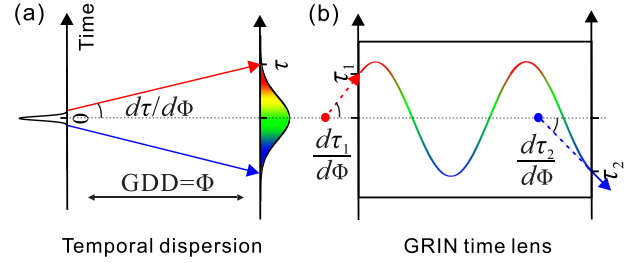 (a)
Time
0
dτ/dΦ
τ
GDD=Φ
Temporal dispersion
(b)
τ1
dτ1
dΦ
dτ2
dΦ
τ2
GRIN time lens